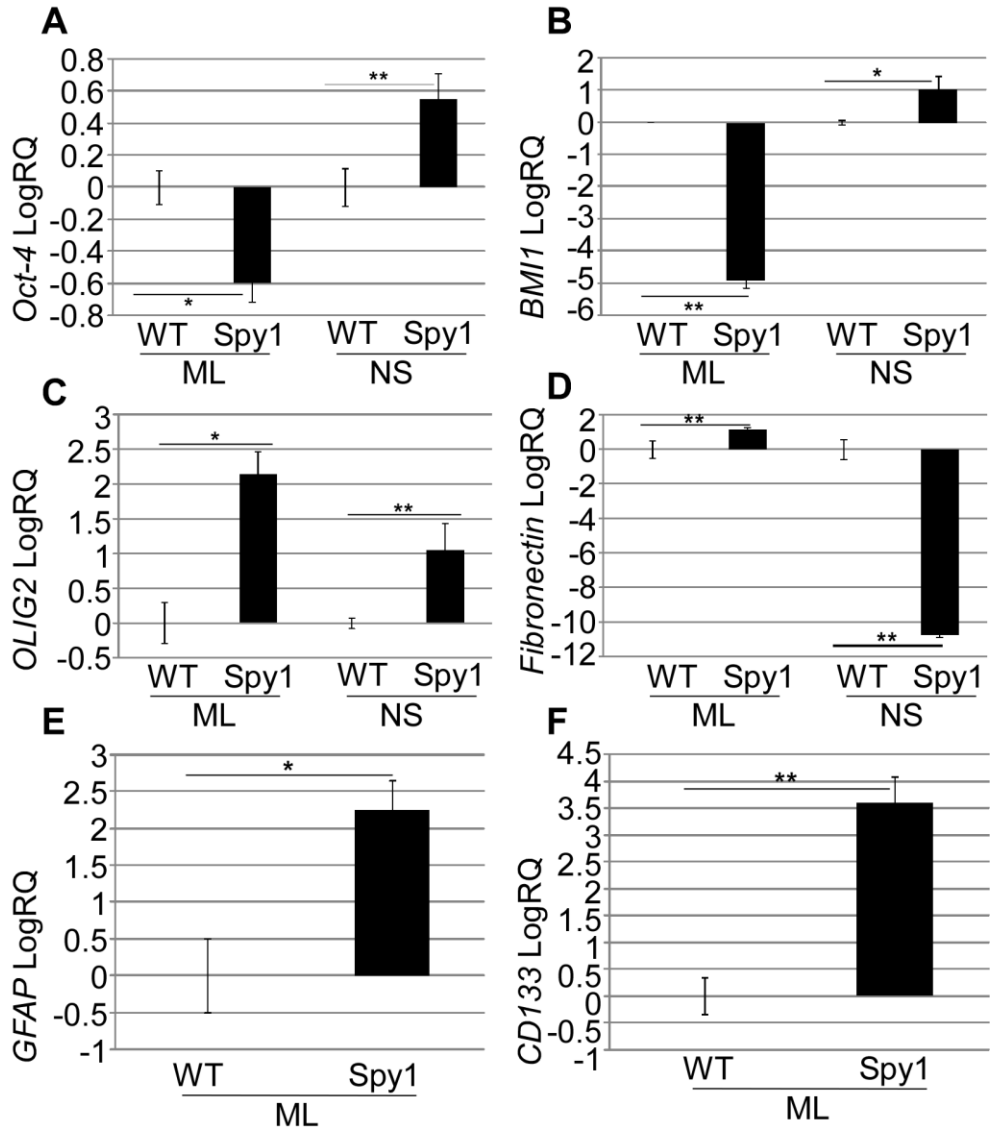 A
Oct-4 LogRQ
0.8
0.6
0.4
0.2
0
-0.2
-0.4
-0.6
-0.8
**
*
WT Spy1 WT Spy1
ML NS
B
BMI1 LogRQ
2
1
0
-1
-2
-3
-4
-5
-6
*
**
WT Spy1 WT Spy1
ML NS
C
OLIG2 LogRQ
3
2.5
2
1.5
1
0.5
0
-0.5
*
**
WT Spy1 WT Spy1
ML NS
D
Fibronectin LogRQ
2
0
-2
-4
-6
-8
-10
-12
**
**
WT Spy1 WT Spy1
ML NS
E
GFAP LogRQ
3
2.5
2
1.5
1
0.5
0
-0.5
-1
*
WT Spy1
ML
F
CD133 LogRQ
4.5
4
3.5
3
2.5
2
1.5
1
0.5
0
-0.5
-1
**
WT Spy1
ML